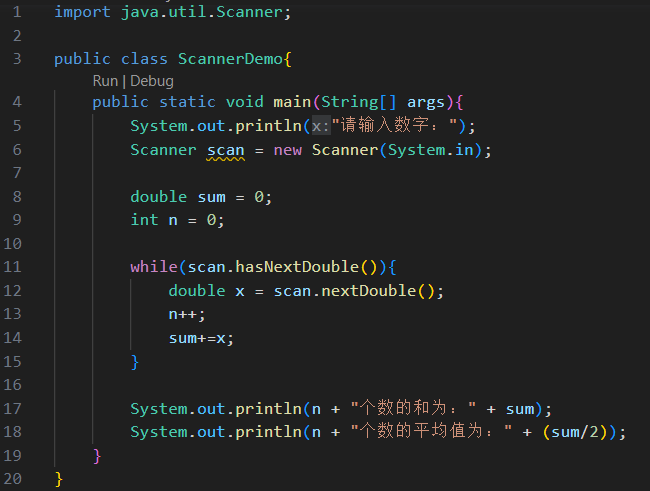 1 import java.util.Scanner;
2
3 public class ScannerDemo{
Run | Debug
4 public static void main(String[] args){
5 System.out.println(x:"请输入数字：");
6 Scanner scan = new Scanner(System.in);
7
8 double sum = 0;
9 int n = 0;
10
11 while(scan.hasNextDouble()){
12 double x = scan.nextDouble();
13 n++;
14 sum+=x;
15 }
16
17 System.out.println(n + "个数的和为：" + sum);
18 System.out.println(n + "个数的平均值为：" + (sum/2));
19 }
20 }